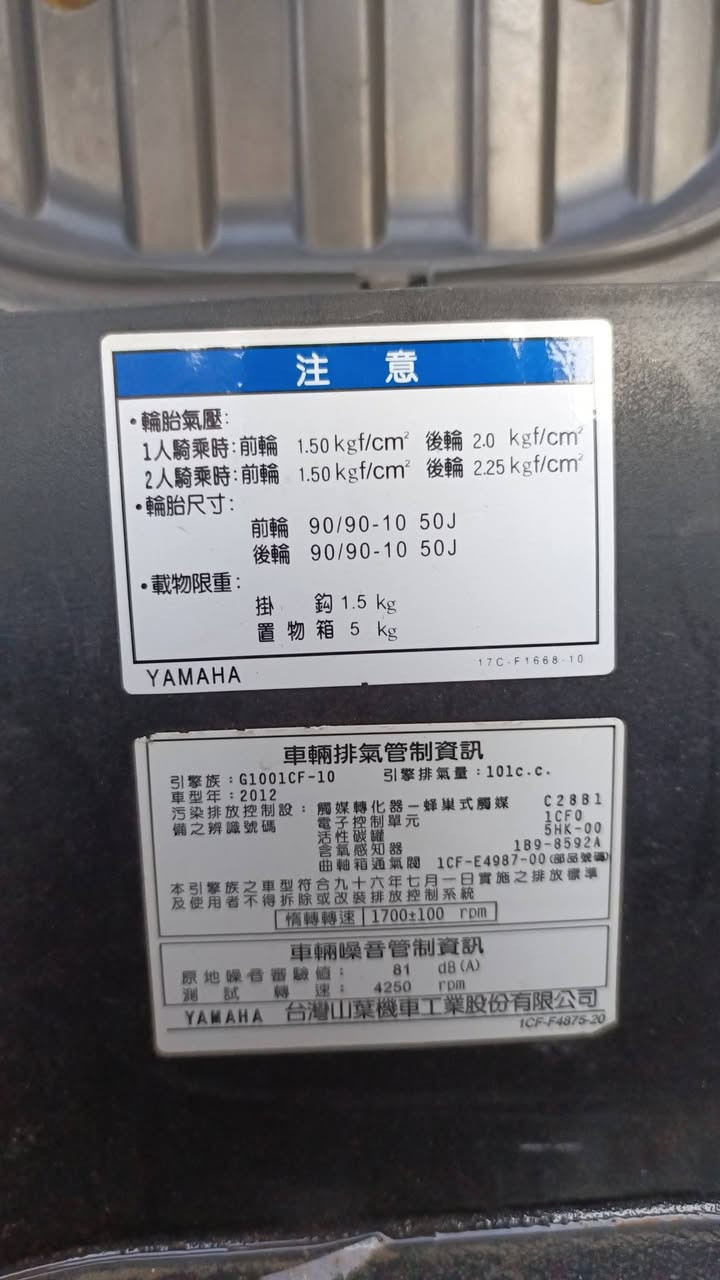 注 意
•輪胎氣壓:
1人騎乘時:前輪 1.50kgf/cm² 後輪 2.0 kgf/cm²
2人騎乘時:前輪 1.50kgf/cm² 後輪 2.25kgf/cm²
•輪胎尺寸:
前輪 90/90-10 50J
後輪 90/90-10 50J
•載物限重:
掛 鈎 1.5 kg
置物箱 5 kg
YAMAHA 17C-F1668-10
車輛排氣管制資訊
引擎族:G1001CF-10 引擎排氣量:101c.c.
車型年:2012
污染排放控制設備之辨識號碼:觸媒轉化器—蜂巢式觸媒 C28B1
電子控制單元 1CF0
活性碳罐 5HK-00
含氧感知器 1B9-8592A
曲軸箱通氣閥 1CF-E4987-00(部品號碼)
本引擎族之車型符合九十六年七月一日實施之排放標準
及使用者不得拆除或改裝排放控制系統
惰轉轉速 1700±100 rpm
車輛噪音管制資訊
原地噪音審驗值: 81 dB(A)
測試轉速: 4250 rpm
YAMAHA 台灣山葉機車工業股份有限公司
1CF-F4875-20